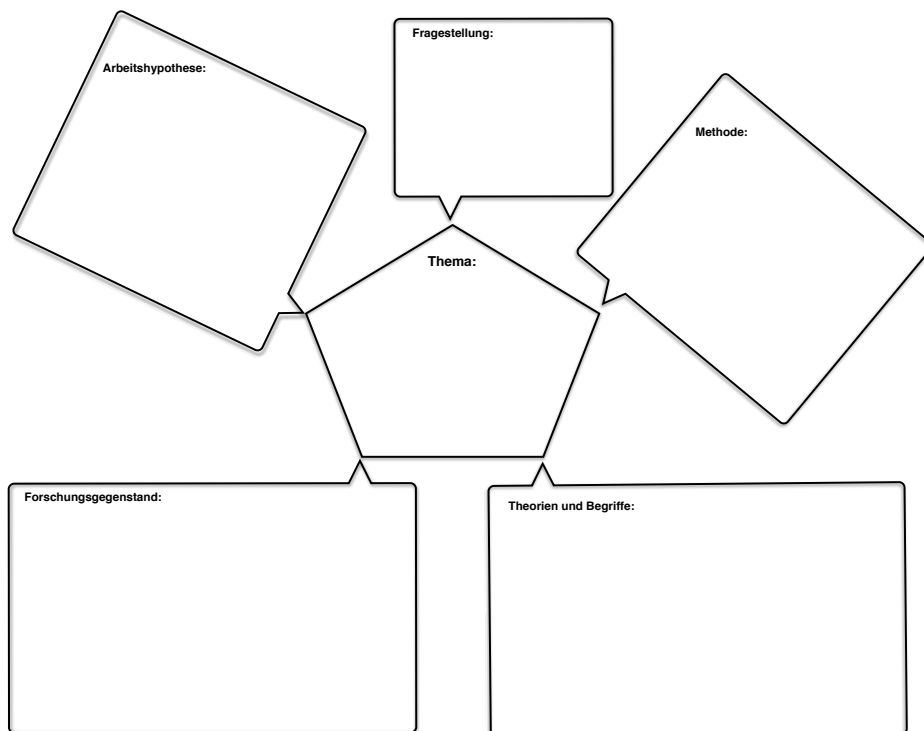 Fragestellung:
Arbeitshypothese:
Methode:
Thema:
Forschungsgegenstand:
Theorien und Begriffe: